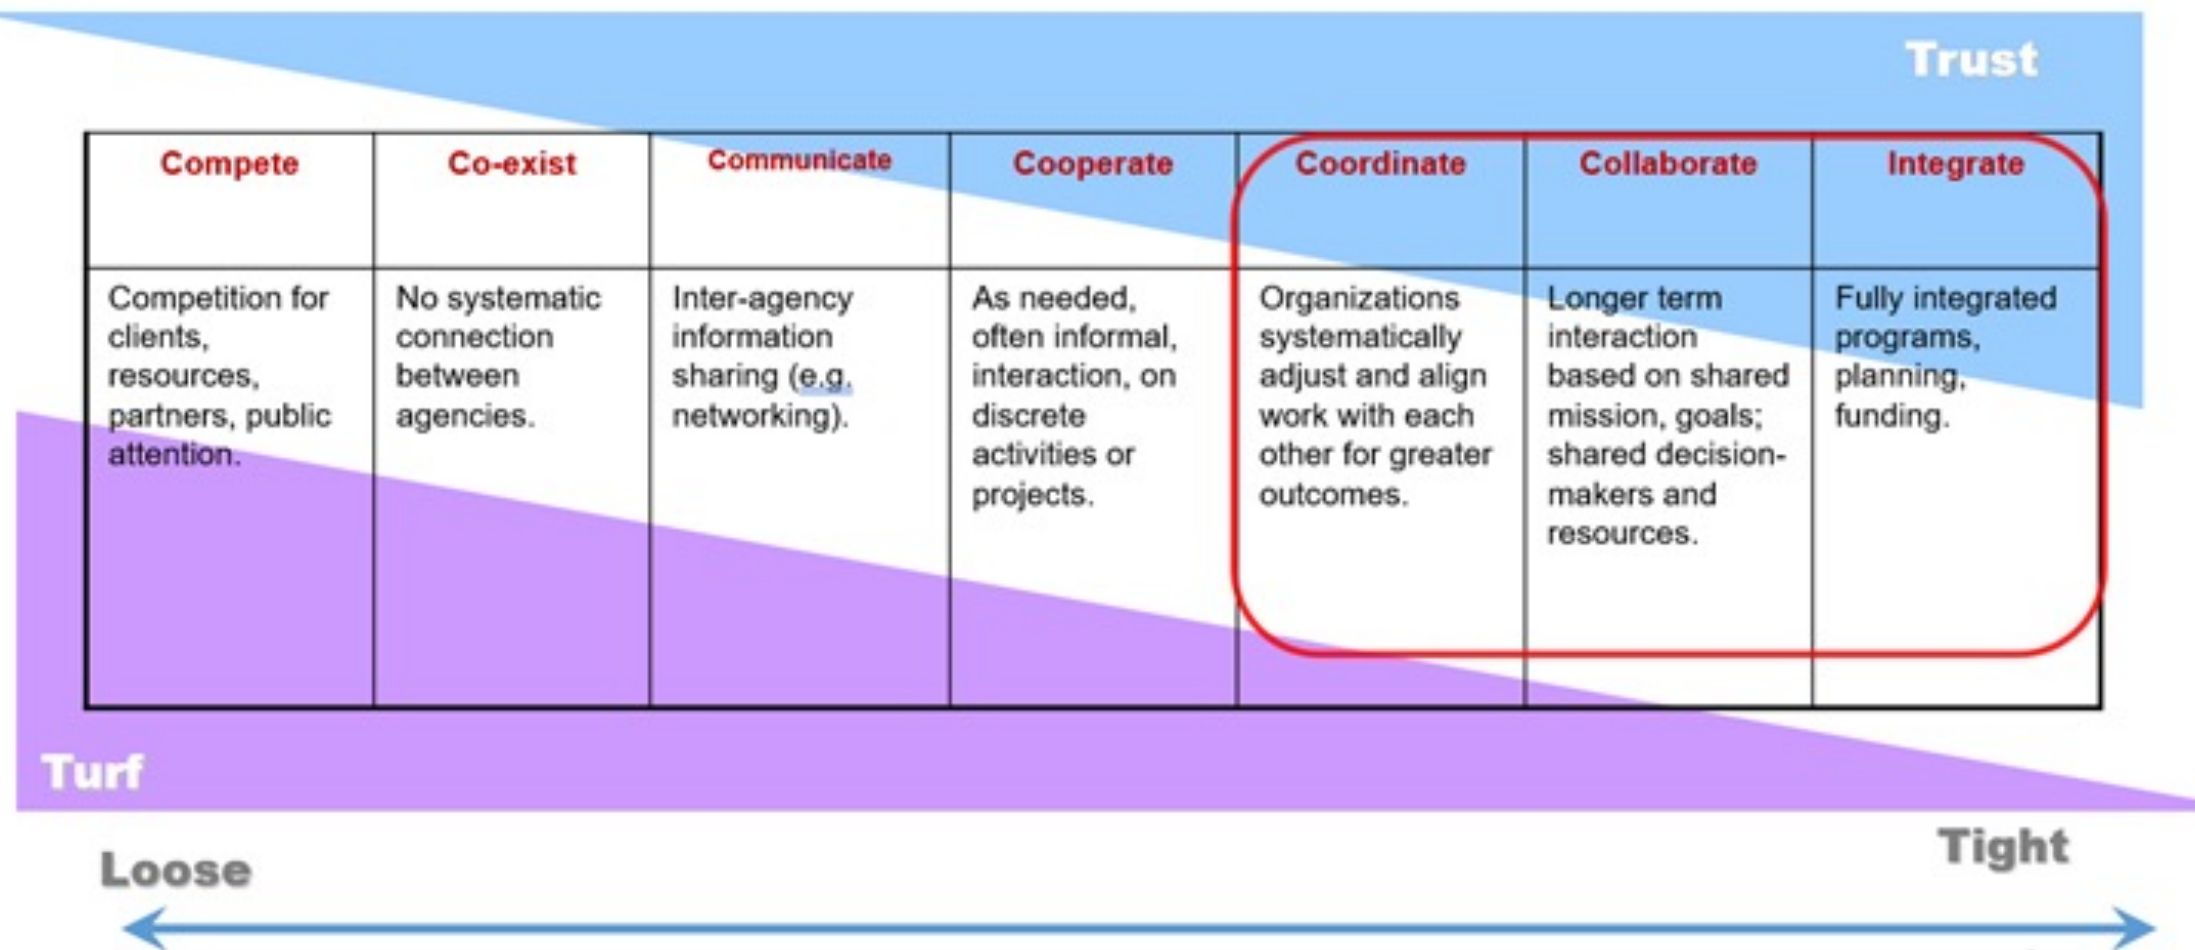 Trust
Compete
Co-exist
Communicate
Cooperate
Coordinate
Collaborate
Integrate
Competition for
clients,
resources,
partners, public
attention.
No systematic
connection
between
agencies.
Inter-agency
information
sharing (e.g.
networking).
As needed,
often informal,
interaction, on
discrete
activities or
projects.
Organizations
systematically
adjust and align
work with each
other for greater
outcomes.
Longer term
interaction
based on shared
mission, goals;
shared decision-
makers and
resources.
Fully integrated
programs,
planning,
funding.
Turf
Loose
Tight